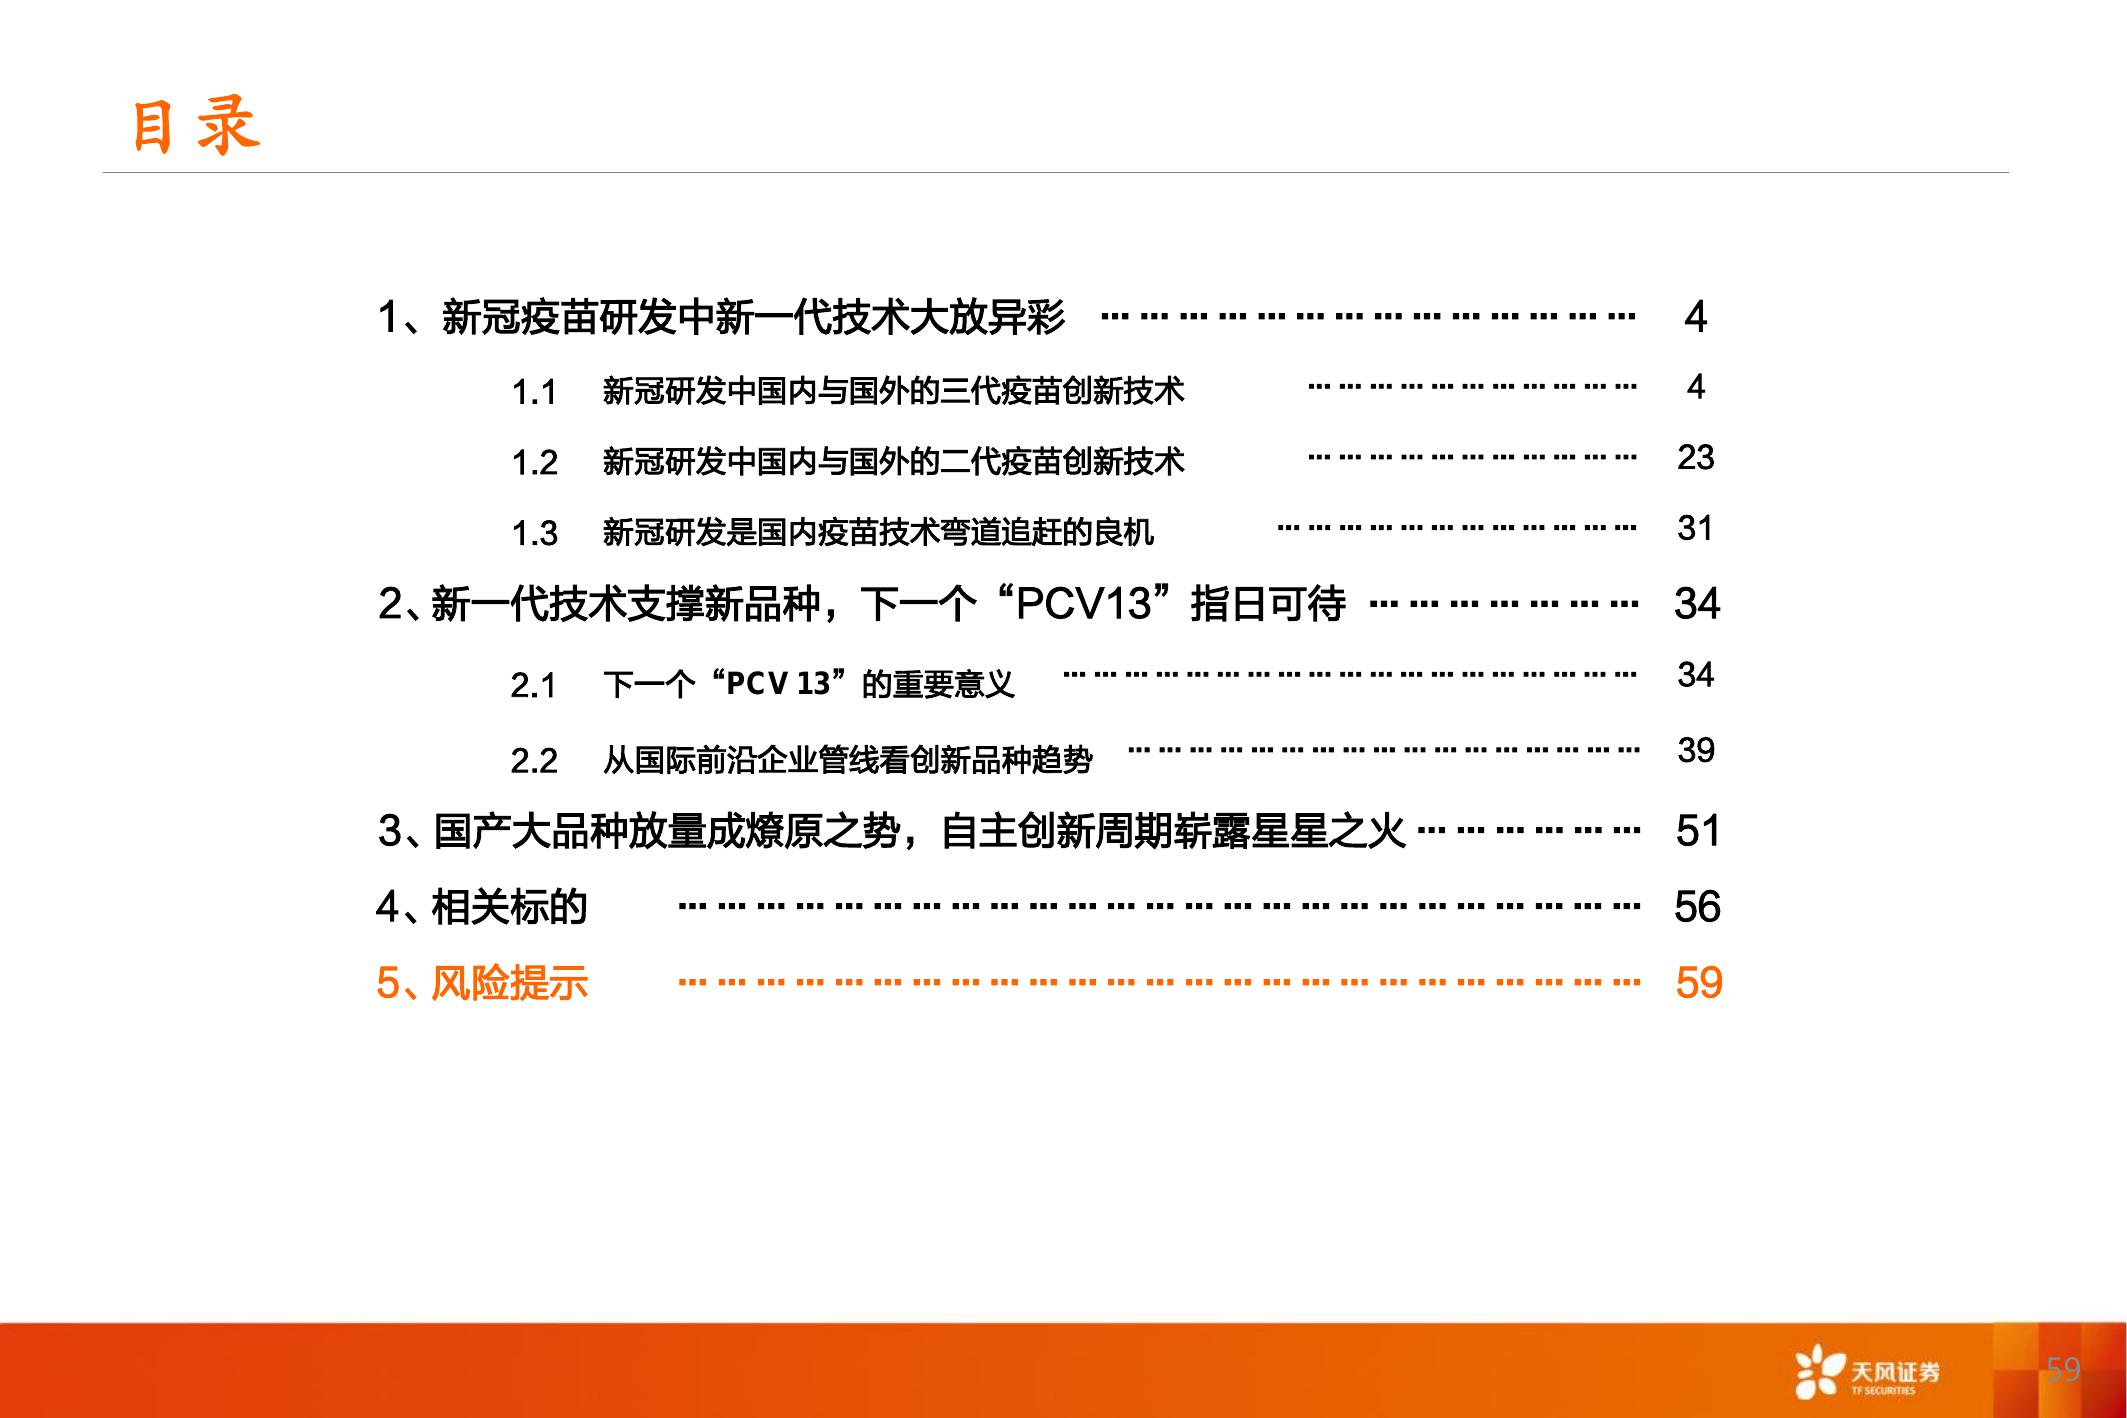 目录
1、新冠疫苗研发中新一代技术大放异彩 … … … … … … … … … … … … … … 4
1.1 新冠研发中国内与国外的三代疫苗创新技术 … … … … … … … … … … … 4
1.2 新冠研发中国内与国外的二代疫苗创新技术 … … … … … … … … … … … 23
1.3 新冠研发是国内疫苗技术弯道追赶的良机 … … … … … … … … … … … … 31
2、新一代技术支撑新品种，下一个“PCV13”指日可待 … … … … … … … 34
2.1 下一个“PCV 13”的重要意义 … … … … … … … … … … … … … … … … … … … 34
2.2 从国际前沿企业管线看创新品种趋势 … … … … … … … … … … … … … … … … … 39
3、国产大品种放量成燎原之势，自主创新周期崭露星星之火 … … … … … … 51
4、相关标的 … … … … … … … … … … … … … … … … … … … … … … … … … 56
5、风险提示 … … … … … … … … … … … … … … … … … … … … … … … … … 59
天风证券
TF SECURITIES
59